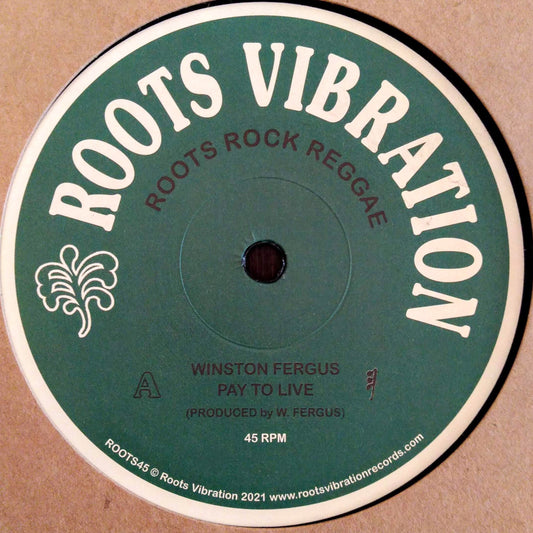 ROOTS VIBRATION
ROOTS ROCK REGGAE
A
WINSTON FERGUS
PAY TO LIVE
(PRODUCED by W. FERGUS)
45 RPM
ROOTS45 © Roots Vibration 2021 www.rootsvibrationrecords.com